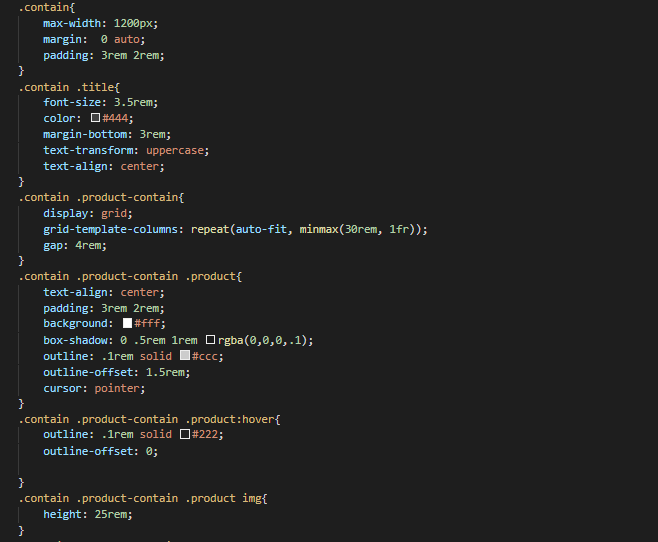 .contain{
    max-width: 1200px;
    margin:  0 auto;
    padding: 3rem 2rem;
}
.contain .title{
    font-size: 3.5rem;
    color: #444;
    margin-bottom: 3rem;
    text-transform: uppercase;
    text-align: center;
}
.contain .product-contain{
    display: grid;
    grid-template-columns: repeat(auto-fit, minmax(30rem, 1fr));
    gap: 4rem;
}
.contain .product-contain .product{
    text-align: center;
    padding: 3rem 2rem;
    background: #fff;
    box-shadow: 0 .5rem 1rem rgba(0,0,0,.1);
    outline: .1rem solid #ccc;
    outline-offset: 1.5rem;
    cursor: pointer;
}
.contain .product-contain .product:hover{
    outline: .1rem solid #222;
    outline-offset: 0;

}
.contain .product-contain .product img{
    height: 25rem;
}